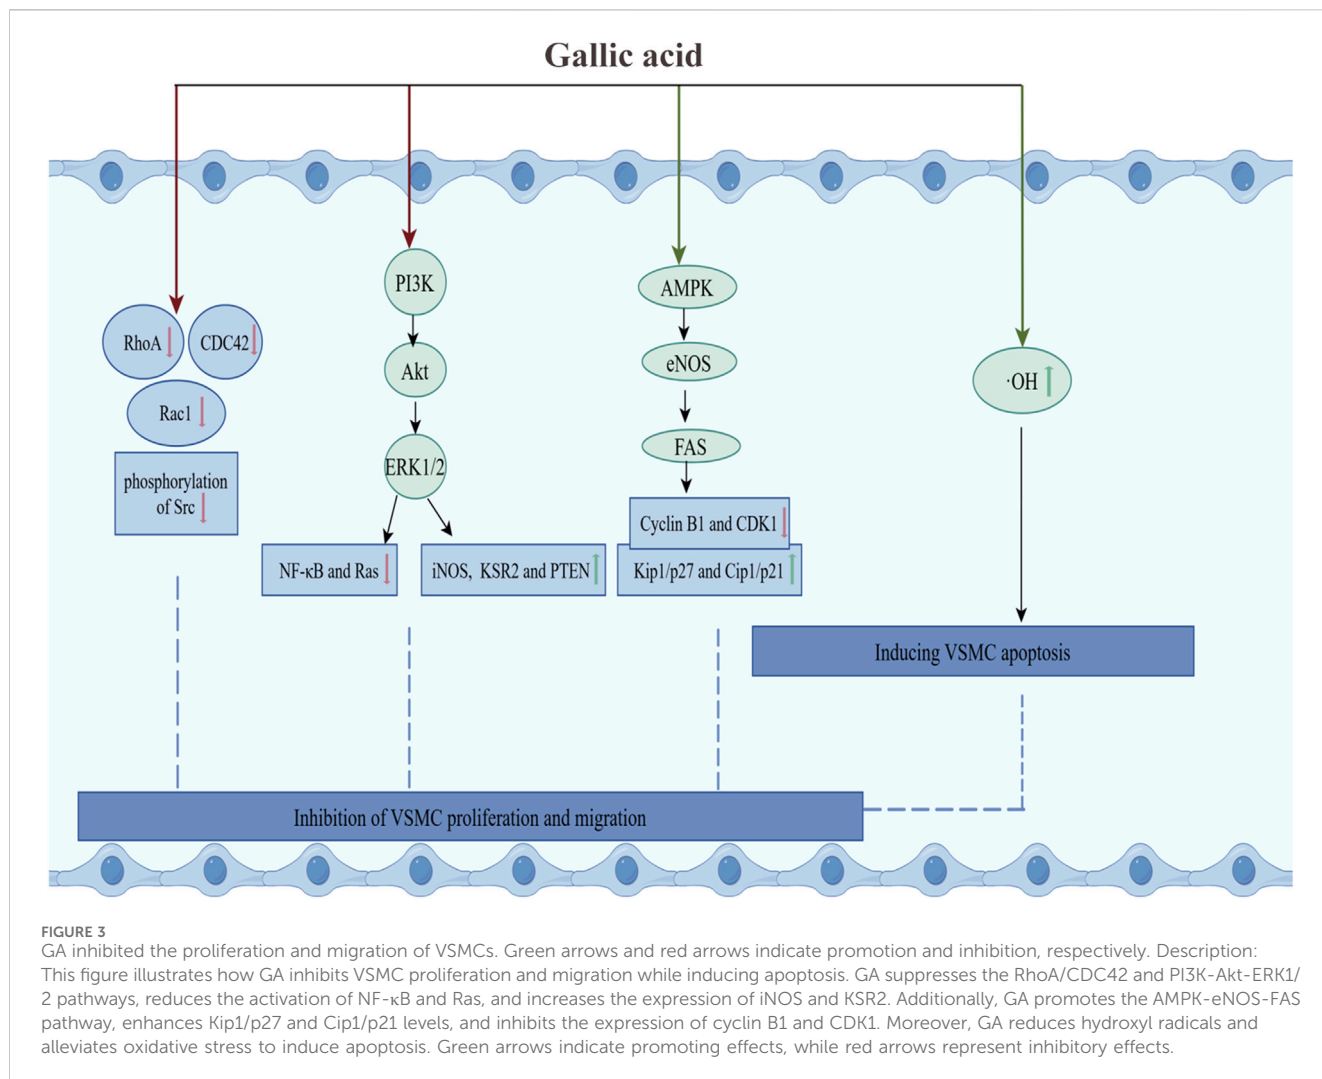 Gallic acid
RhoA
CDC42
Rac1
phosphorylation
of Src
PI3K
Akt
ERK1/2
NF-κB and Ras
iNOS, KSR2 and PTEN
AMPK
eNOS
FAS
Cyclin B1 and CDK1
Kip1/p27 and Cip1/p21
·OH
Inducing VSMC apoptosis
Inhibition of VSMC proliferation and migration
FIGURE 3
GA inhibited the proliferation and migration of VSMCs. Green arrows and red arrows indicate promotion and inhibition, respectively. Description:
This figure illustrates how GA inhibits VSMC proliferation and migration while inducing apoptosis. GA suppresses the RhoA/CDC42 and PI3K-Akt-ERK1/
2 pathways, reduces the activation of NF-κB and Ras, and increases the expression of iNOS and KSR2. Additionally, GA promotes the AMPK-eNOS-FAS
pathway, enhances Kip1/p27 and Cip1/p21 levels, and inhibits the expression of cyclin B1 and CDK1. Moreover, GA reduces hydroxyl radicals and
alleviates oxidative stress to induce apoptosis. Green arrows indicate promoting effects, while red arrows represent inhibitory effects.